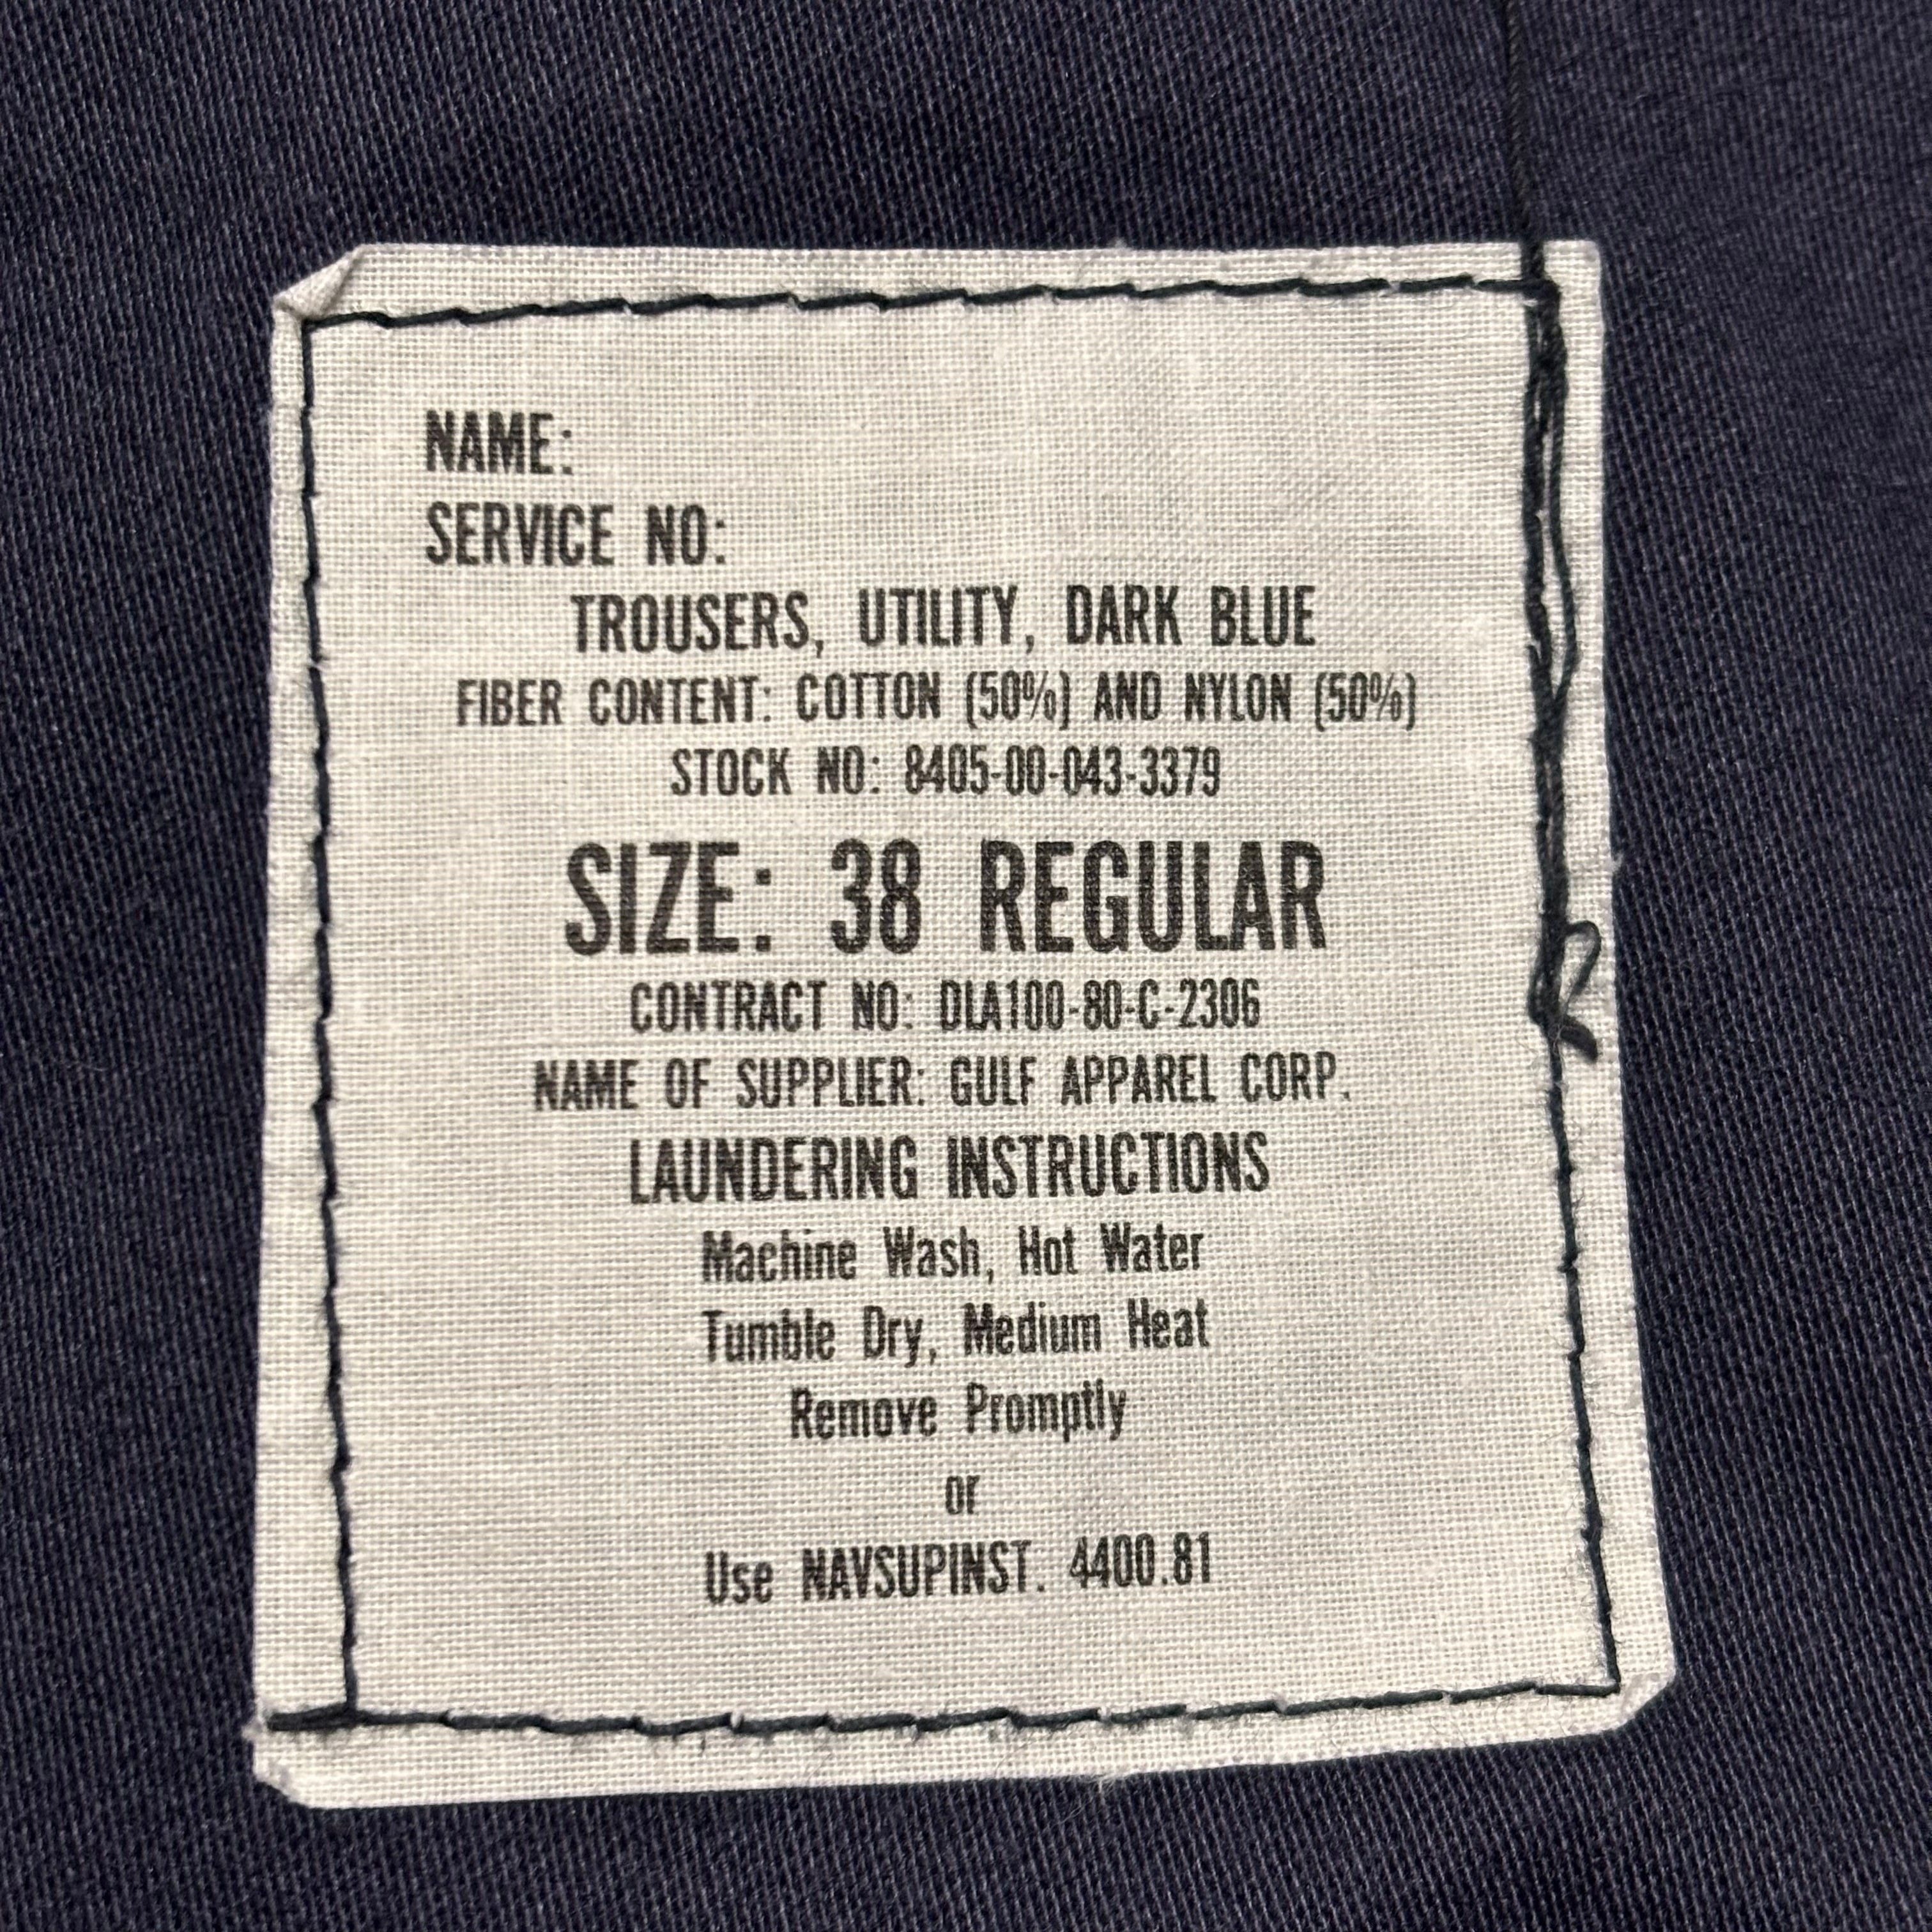 NAME:
SERVICE NO:
TROUSERS, UTILITY, DARK BLUE
FIBER CONTENT: COTTON (50%) AND NYLON (50%)
STOCK NO: 8405-00-043-3379
SIZE: 38 REGULAR
CONTRACT NO: DLA100-80-C-2306
NAME OF SUPPLIER: GULF APPAREL CORP.
LAUNDERING INSTRUCTIONS
Machine Wash, Hot Water
Tumble Dry, Medium Heat
Remove Promptly
or
Use NAVSUPINST. 4400.81